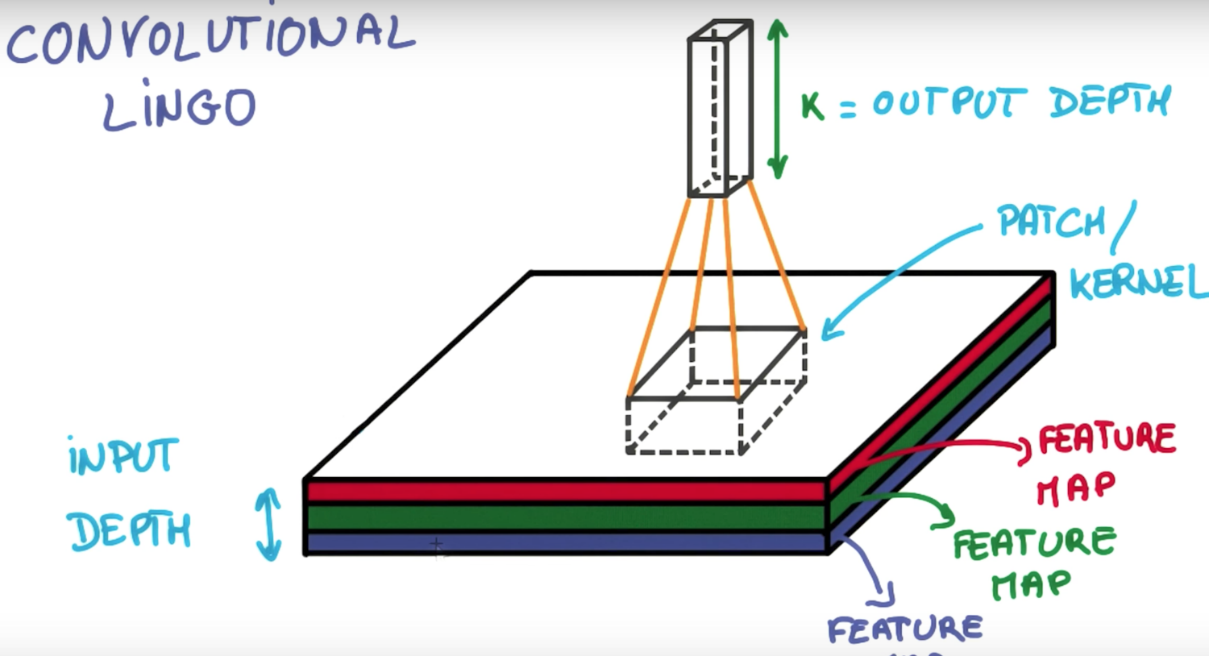 CONVOLUTIONAL
LINGO
K = OUTPUT DEPTH
PATCH/
KERNEL
INPUT
DEPTH
FEATURE
MAP
FEATURE
MAP
FEATURE